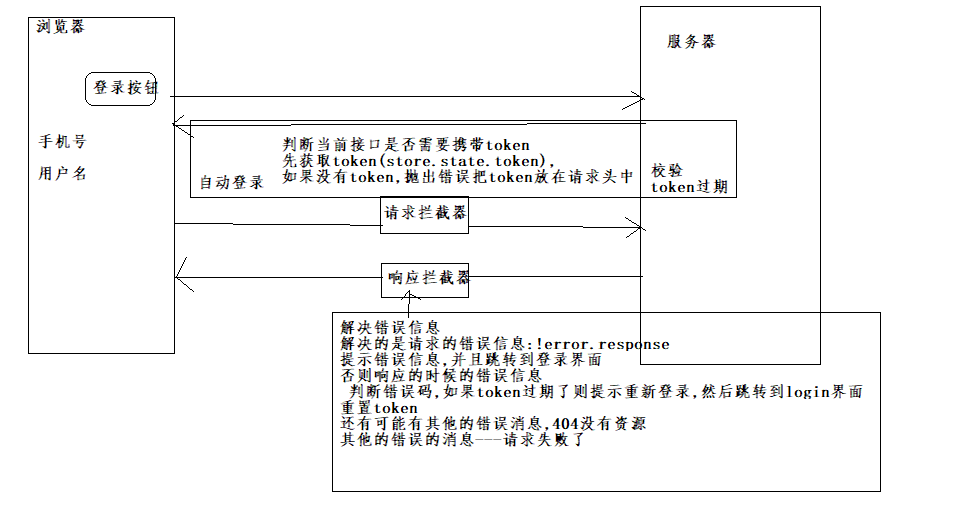 浏览器
服务器
登录按钮
手机号
用户名
判断当前接口是否需要携带token
先获取token(store.state.token),
如果没有token,抛出错误把token放在请求头中
自动登录
校验
token过期
请求拦截器
响应拦截器
解决错误信息
解决的是请求的错误信息:!error.response
提示错误信息,并且跳转到登录界面
否则响应的时候的错误信息
判断错误码,如果token过期了则提示重新登录,然后跳转到login界面
重置token
还有可能有其他的错误消息,404没有资源
其他的错误的消息---请求失败了